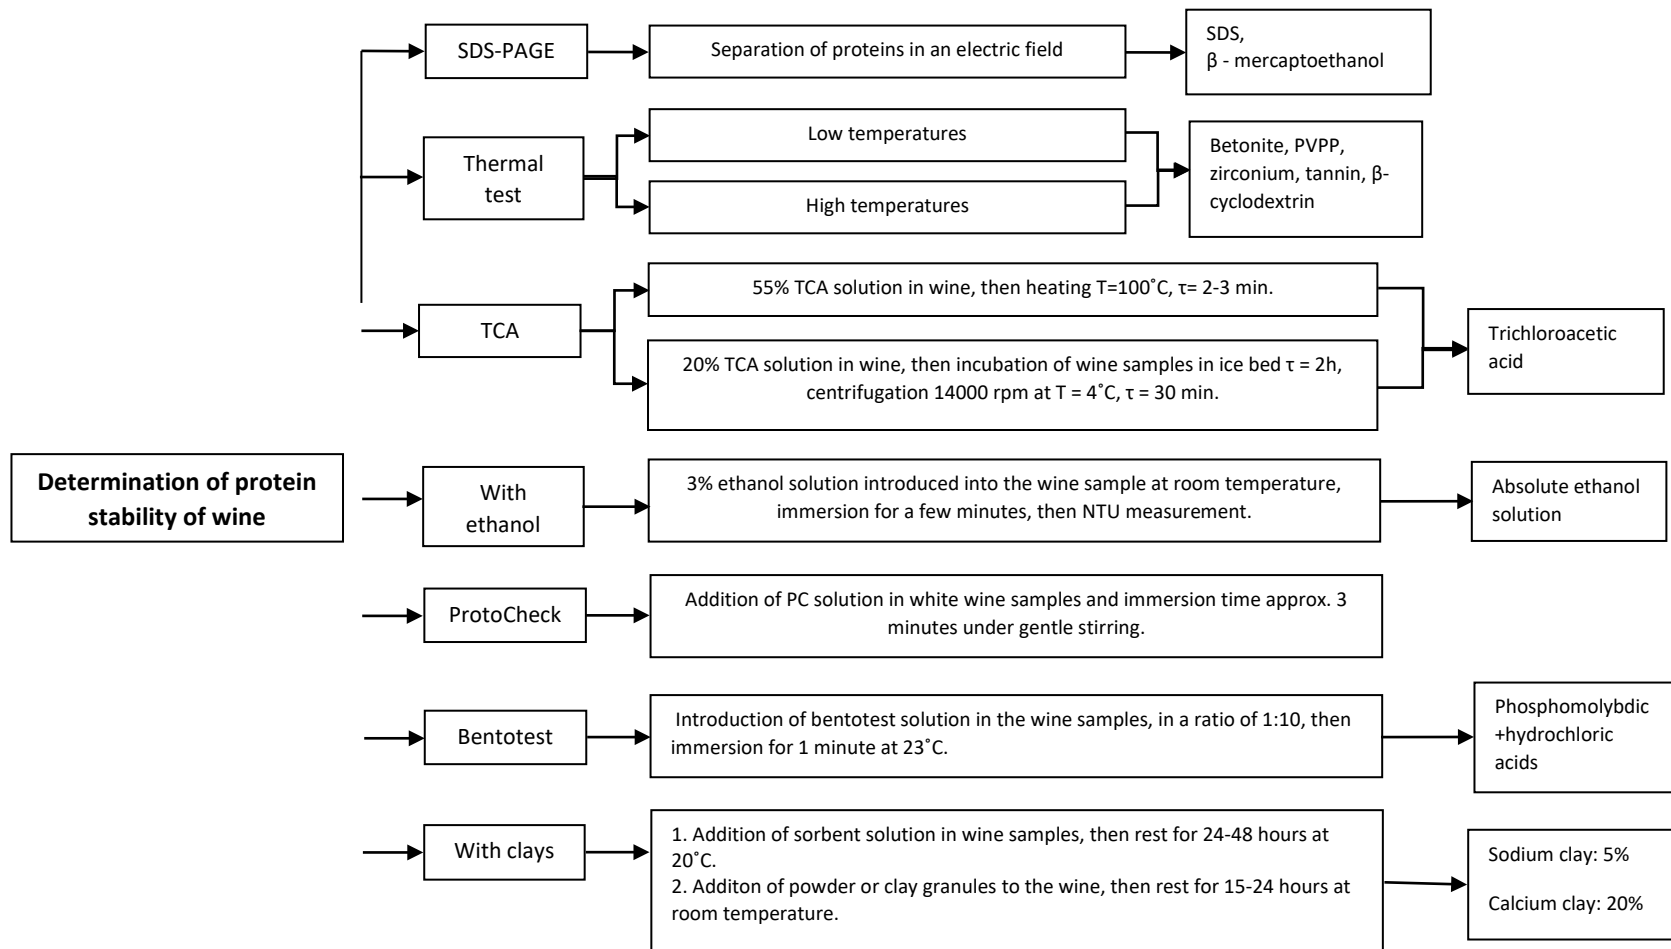 SDS-PAGE
Separation of proteins in an electric field
SDS,
β - mercaptoethanol
Thermal
test
Low temperatures
High temperatures
Betonite, PVPP,
zirconium, tannin, β-
cyclodextrin
TCA
55% TCA solution in wine, then heating T=100˚C, τ= 2-3 min.
20% TCA solution in wine, then incubation of wine samples in ice bed τ = 2h,
centrifugation 14000 rpm at T = 4˚C, τ = 30 min.
Trichloroacetic
acid
Determination of protein
stability of wine
With
ethanol
3% ethanol solution introduced into the wine sample at room temperature,
immersion for a few minutes, then NTU measurement.
Absolute ethanol
solution
ProtoCheck
Addition of PC solution in white wine samples and immersion time approx. 3
minutes under gentle stirring.
Bentotest
Introduction of bentotest solution in the wine samples, in a ratio of 1:10, then
immersion for 1 minute at 23˚C.
Phosphomolybdic
+hydrochloric
acids
With clays
1. Addition of sorbent solution in wine samples, then rest for 24-48 hours at
20˚C.
2. Additon of powder or clay granules to the wine, then rest for 15-24 hours at
room temperature.
Sodium clay: 5%
Calcium clay: 20%